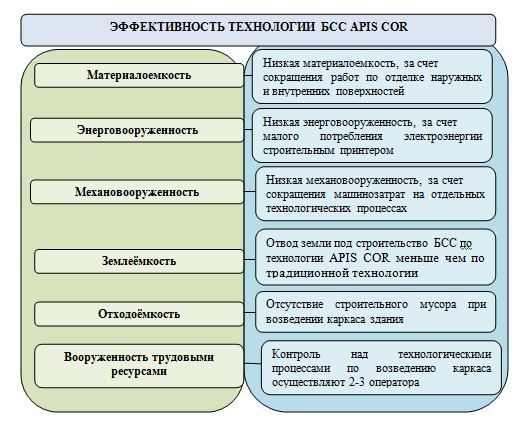 ЭФФЕКТИВНОСТЬ ТЕХНОЛОГИИ БСС APIS COR
Материалоемкость
Низкая материалоемкость, за счет
сокращения работ по отделке наружных
и внутренних поверхностей
Энерговооруженность
Низкая энерговооруженность, за счет
малого потребления электроэнергии
строительным принтером
Механовооруженность
Низкая механовооруженность, за счет
сокращения машинозатрат на отдельных
технологических процессах
Землеёмкость
Отвод земли под строительство БСС по
технологии APIS COR меньше чем по
традиционной технологии
Отходоёмкость
Отсутствие строительного мусора при
возведении каркаса здания
Вооруженность трудовыми
ресурсами
Контроль над технологическими
процессами по возведению каркаса
осуществляют 2-3 оператора